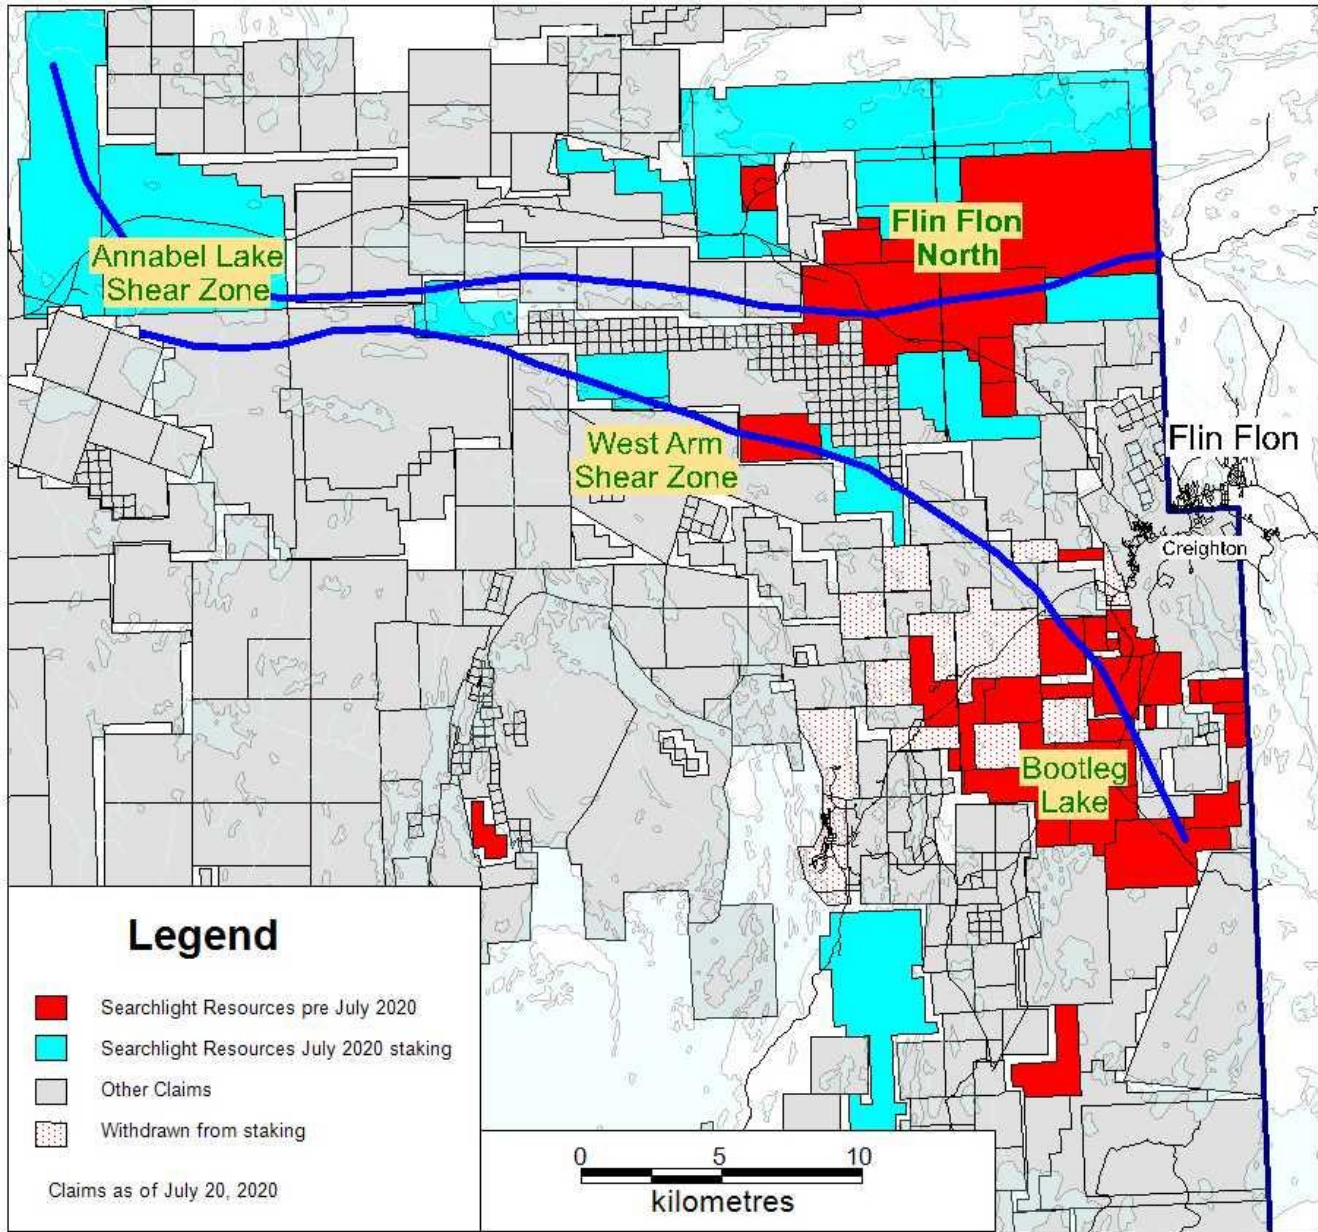 Flin Flon
North
Annabel Lake
Shear Zone
West Arm
Shear Zone
Flin Flon
Creighton
Bootleg
Lake
Legend
Searchlight Resources pre July 2020
Searchlight Resources July 2020 staking
Other Claims
Withdrawn from staking
Claims as of July 20, 2020
0 5 10
kilometres